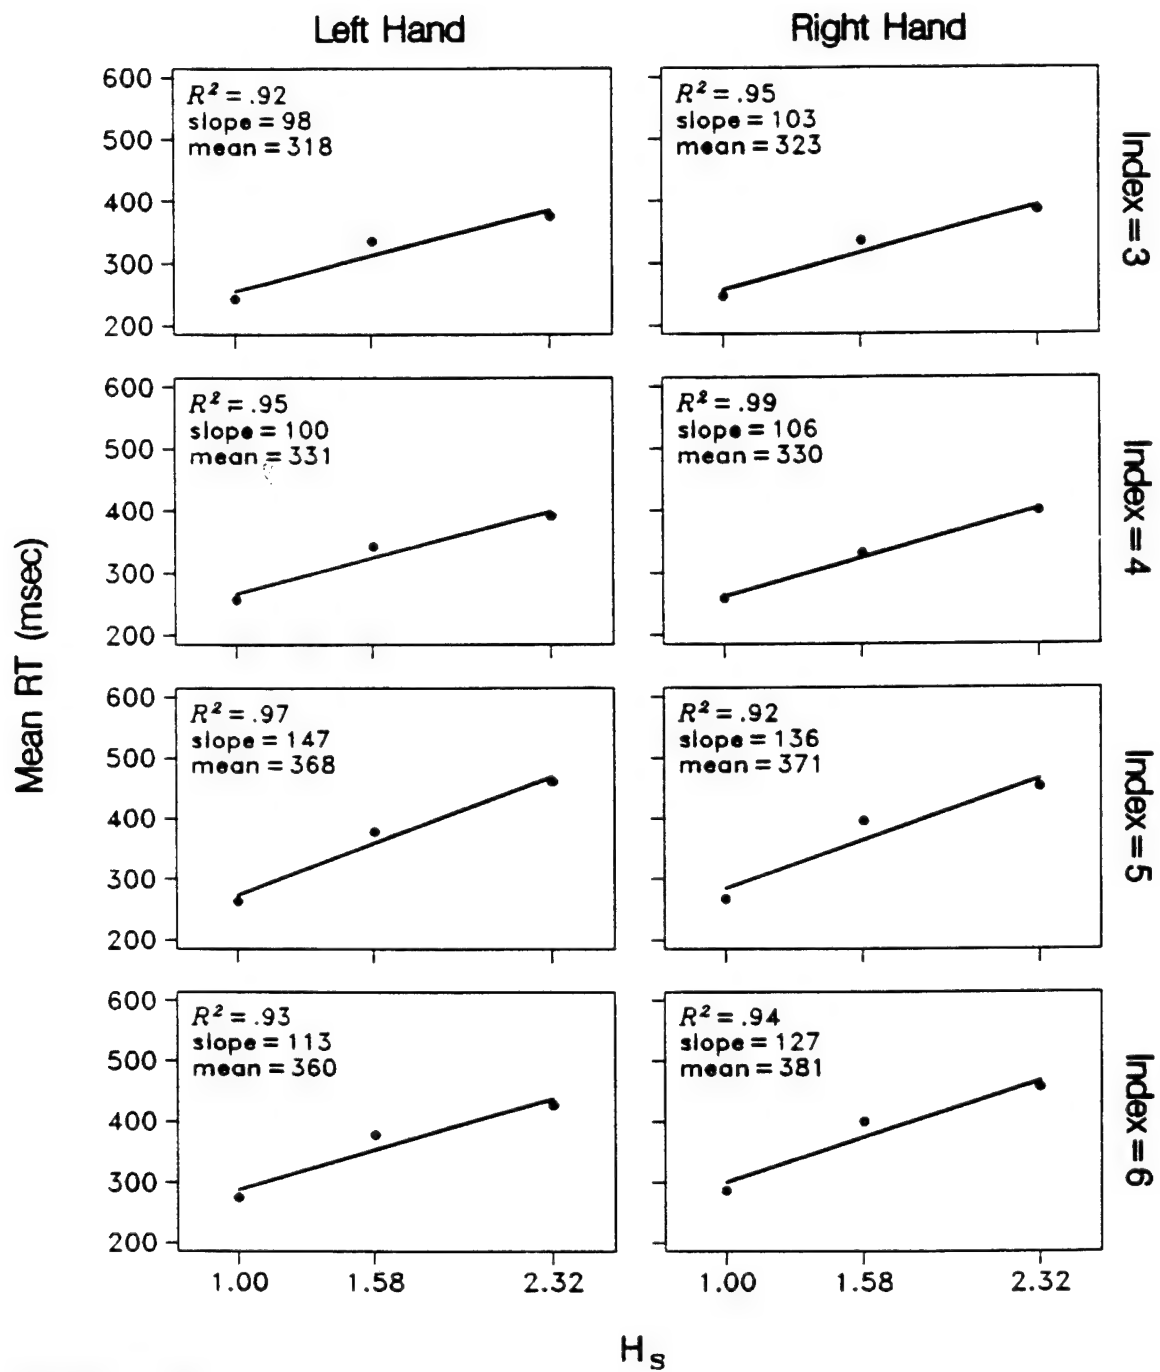 Left Hand
Right Hand
Mean RT (msec)
600
500
400
300
200
R² = .92
slope = 98
mean = 318
R² = .95
slope = 103
mean = 323
Index = 3
600
500
400
300
200
R² = .95
slope = 100
mean = 331
R² = .99
slope = 106
mean = 330
Index = 4
600
500
400
300
200
R² = .97
slope = 147
mean = 368
R² = .92
slope = 136
mean = 371
Index = 5
600
500
400
300
200
R² = .93
slope = 113
mean = 360
R² = .94
slope = 127
mean = 381
Index = 6
1.00 1.58 2.32
1.00 1.58 2.32
Hs